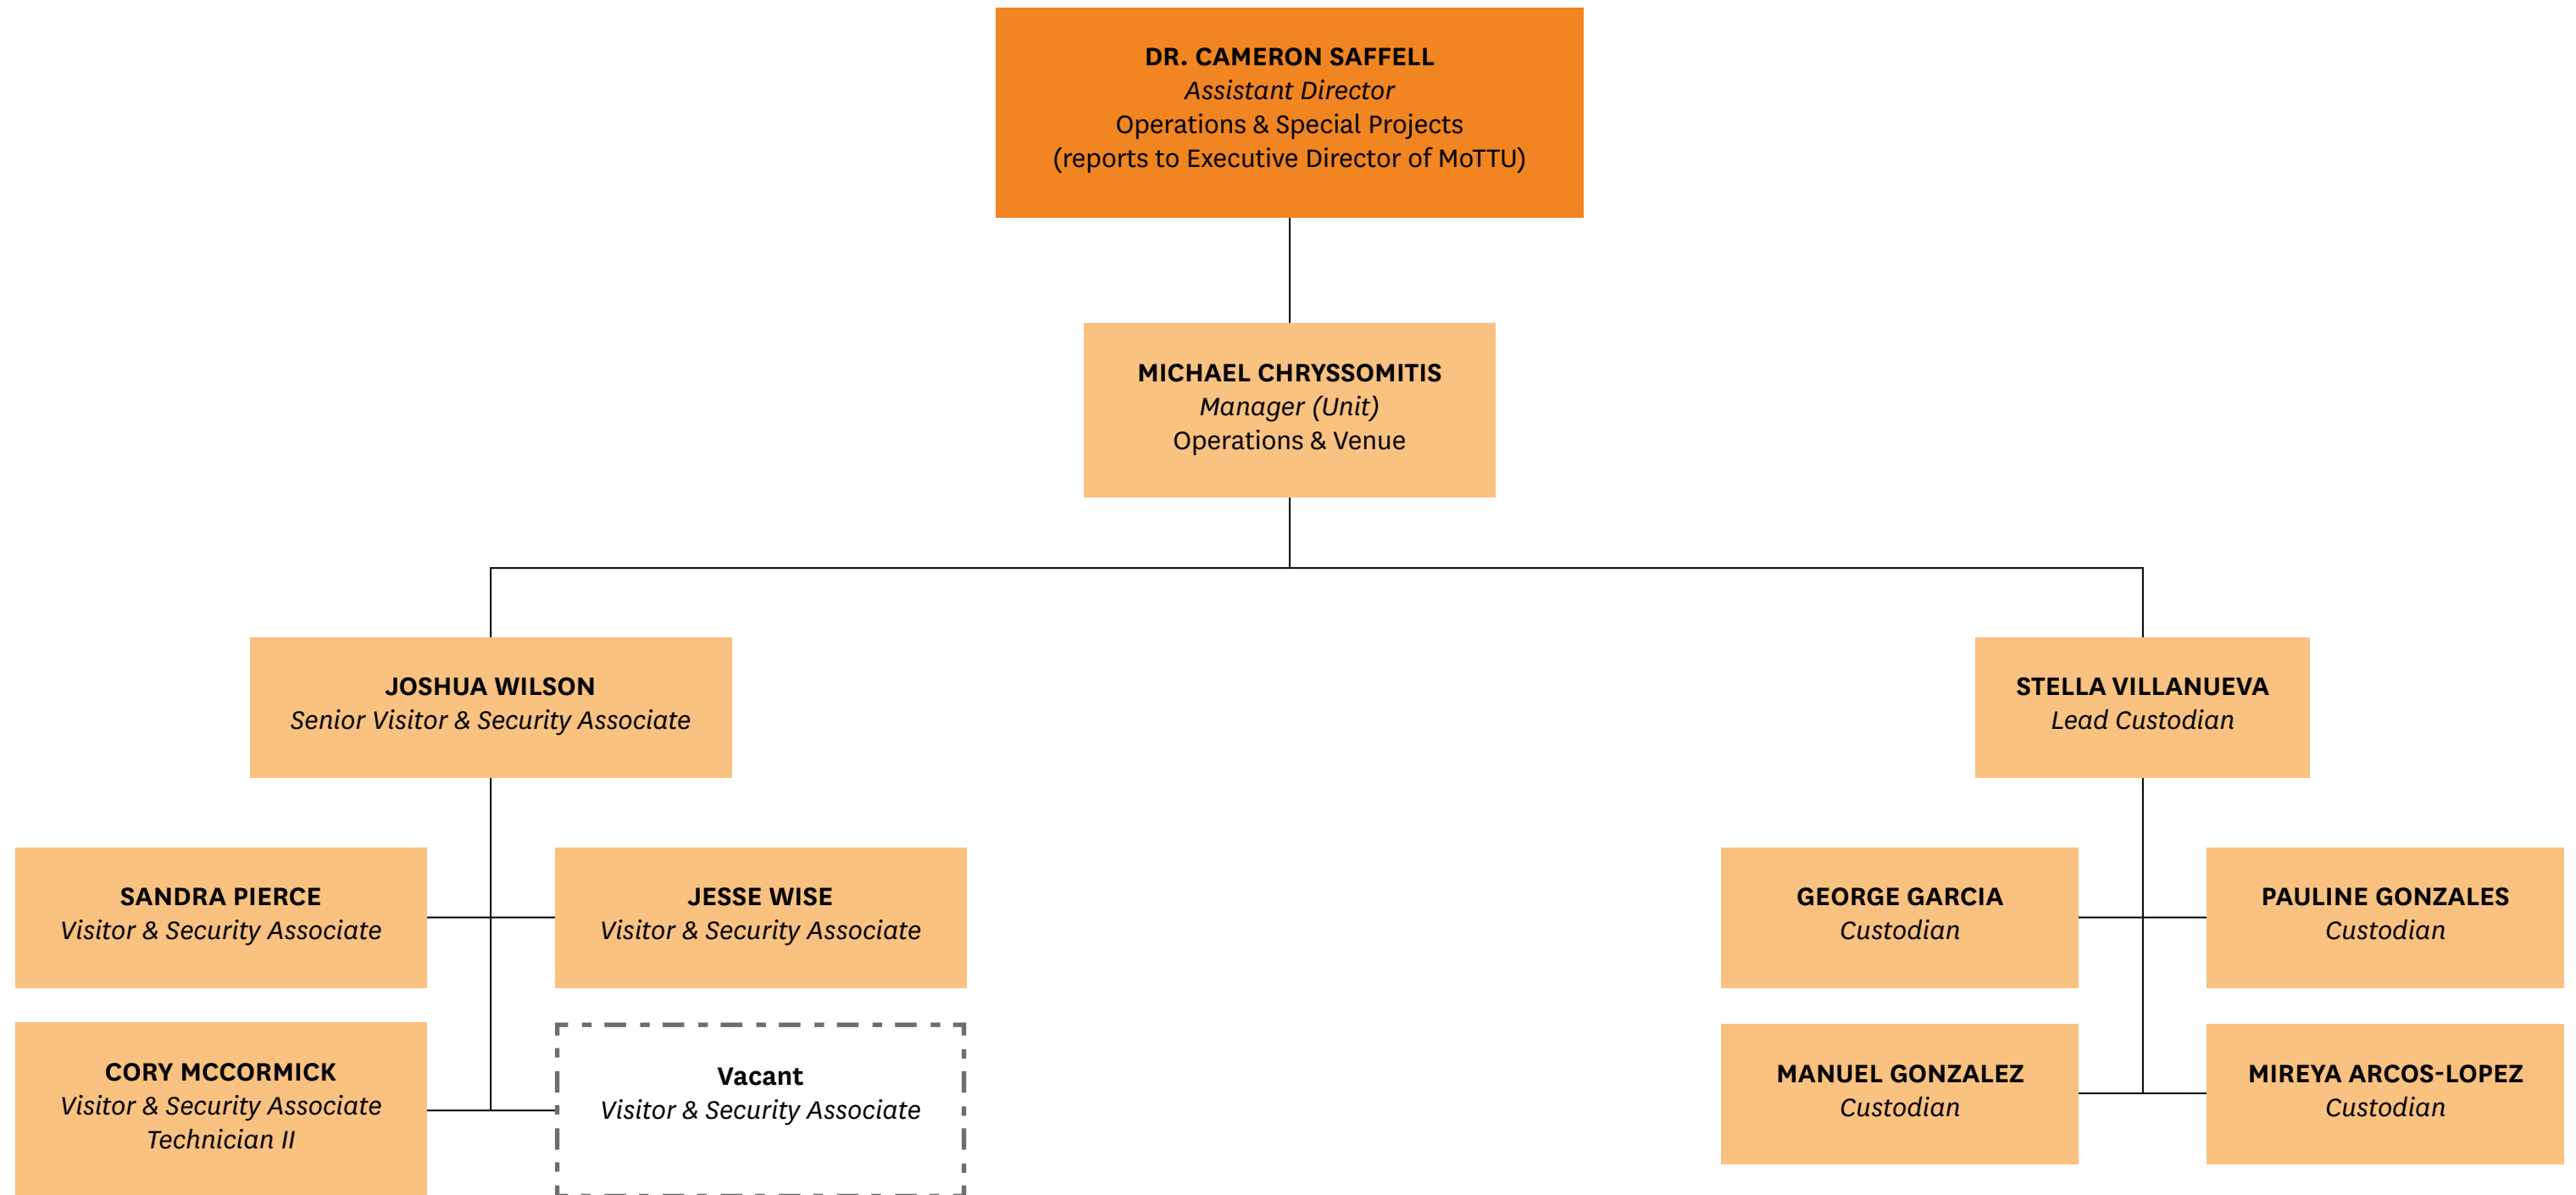 DR. CAMERON SAFFELL
Assistant Director
Operations & Special Projects
(reports to Executive Director of MoTTU)
MICHAEL CHRYSSOMITIS
Manager (Unit)
Operations & Venue
JOSHUA WILSON
Senior Visitor & Security Associate
STELLA VILLANUEVA
Lead Custodian
SANDRA PIERCE
Visitor & Security Associate
JESSE WISE
Visitor & Security Associate
GEORGE GARCIA
Custodian
PAULINE GONZALES
Custodian
CORY MCCORMICK
Visitor & Security Associate
Technician II
Vacant
Visitor & Security Associate
MANUEL GONZALEZ
Custodian
MIREYA ARCOS-LOPEZ
Custodian